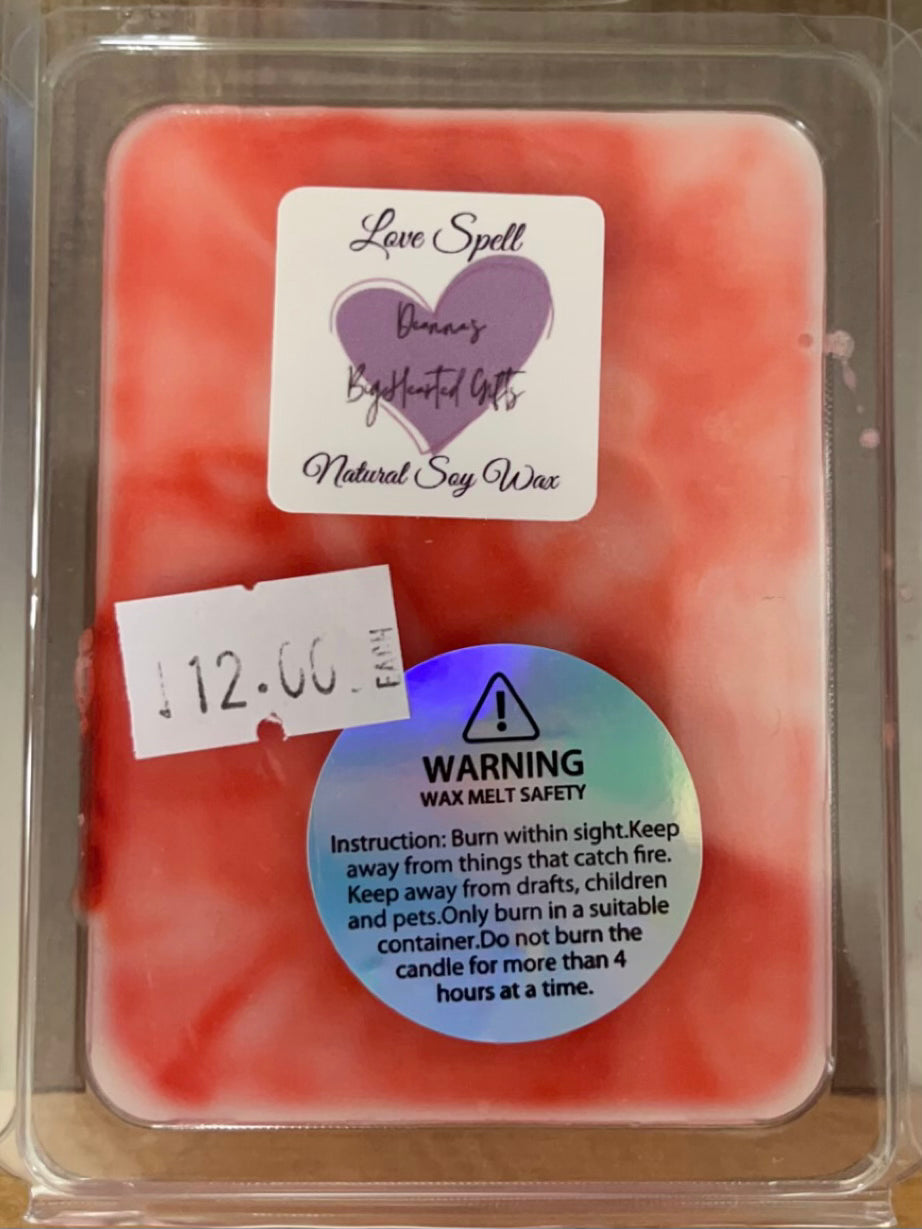 Love Spell
Deanna's
BigHearted Gifts
Natural Soy Wax
12.00
EACH
WARNING
WAX MELT SAFETY
Instruction: Burn within sight.Keep
away from things that catch fire.
Keep away from drafts, children
and pets.Only burn in a suitable
container.Do not burn the
candle for more than 4
hours at a time.